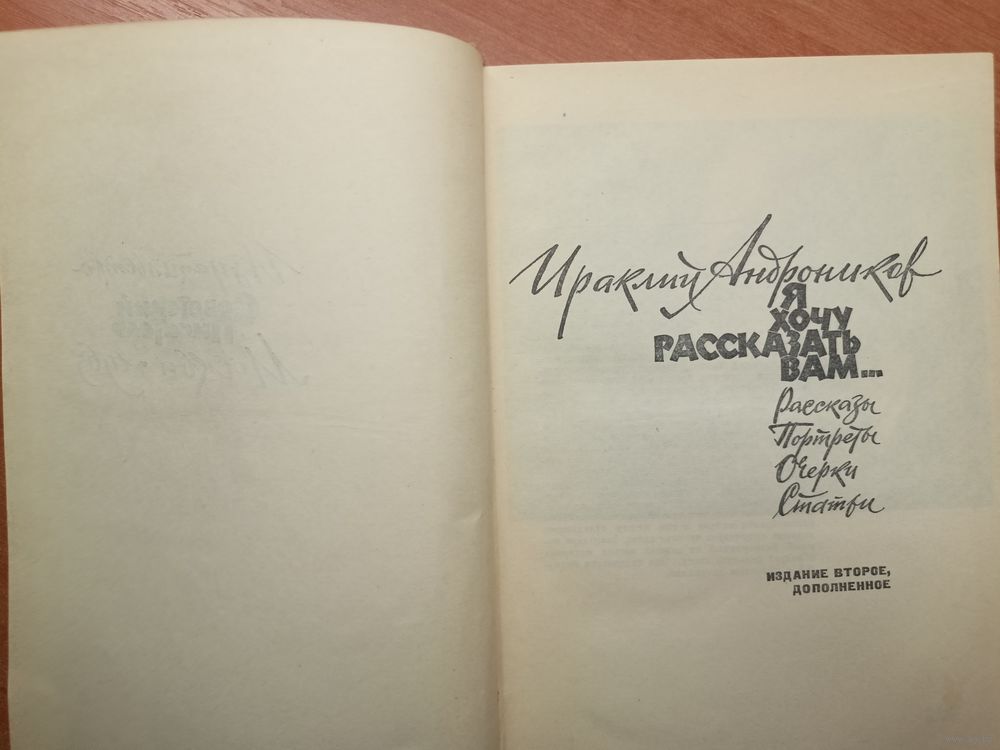 Ираклий Андроников
Я
ХОЧУ
РАССКАЗАТЬ
ВАМ...
Рассказы
Портреты
Очерки
Статьи
ИЗДАНИЕ ВТОРОЕ,
ДОПОЛНЕННОЕ